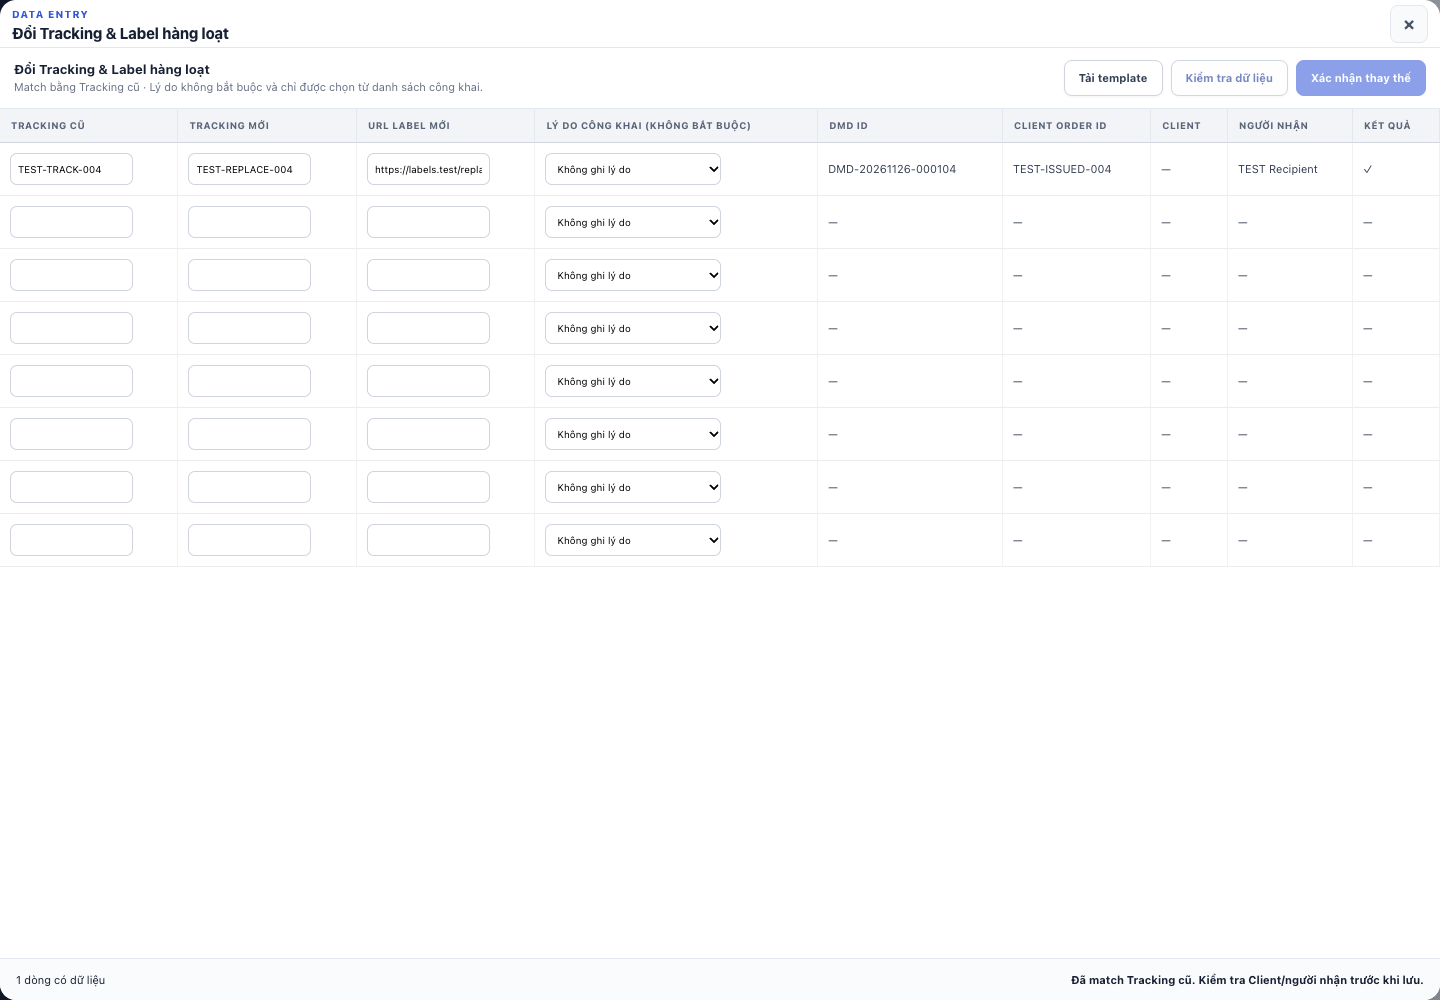 DATA ENTRY
Đổi Tracking & Label hàng loạt
×
Đổi Tracking & Label hàng loạt
Match bằng Tracking cũ · Lý do không bắt buộc và chỉ được chọn từ danh sách công khai.
Tải template Kiểm tra dữ liệu Xác nhận thay thế
TRACKING CŨ TRACKING MỚI URL LABEL MỚI LÝ DO CÔNG KHAI (KHÔNG BẮT BUỘC) DMD ID CLIENT ORDER ID CLIENT NGƯỜI NHẬN KẾT QUẢ
TEST-TRACK-004 TEST-REPLACE-004 https://labels.test/repla Không ghi lý do DMD-20261126-000104 TEST-ISSUED-004 — TEST Recipient ✓
Không ghi lý do — — — — —
Không ghi lý do — — — — —
Không ghi lý do — — — — —
Không ghi lý do — — — — —
Không ghi lý do — — — — —
Không ghi lý do — — — — —
Không ghi lý do — — — — —
1 dòng có dữ liệu
Đã match Tracking cũ. Kiểm tra Client/người nhận trước khi lưu.